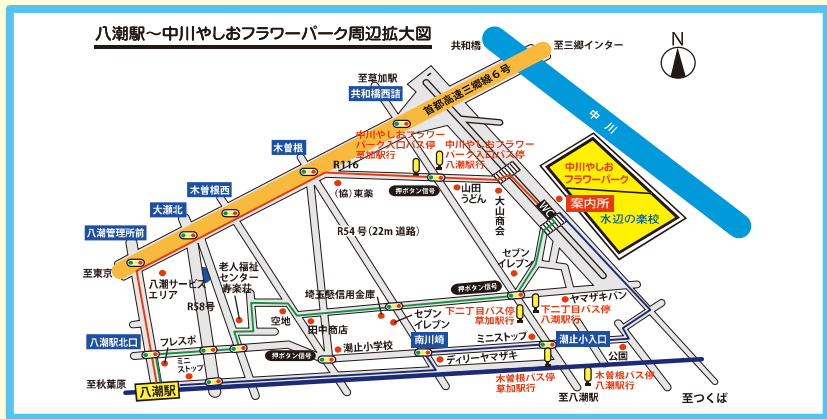 八潮駅～中川やしおフラワーパーク周辺拡大図
共和橋
至三郷インター
N
至草加駅
共和橋西詰
首都高速三郷線6号
中川
中川やしおフラワー
パーク入口バス停
草加駅行
中川やしおフラワー
パーク入口バス停
八潮駅行
木曽根
R116
(協)東薬
押ボタン信号
山田
うどん
大山商会
WC
中川やしお
フラワーパーク
案内所
水辺の楽校
木曽根西
大瀬北
八潮管理所前
至東京
八潮サービス
エリア
R58号
老人福祉
センター
寿楽荘
R54号(22m道路)
セブン
イレブン
押ボタン信号
埼玉懸信用金庫
空地
田中商店
セブン
イレブン
下二丁目バス停
草加駅行
下二丁目バス停
八潮駅行
ヤマザキパン
八潮駅北口
フレスポ
ミニ
ストップ
押ボタン信号
潮止小学校
南川崎
デイリーヤマザキ
ミニストップ
潮止小入口
公園
木曽根バス停
草加駅行
木曽根バス停
八潮駅行
至秋葉原
八潮駅
至八潮駅
至つくば